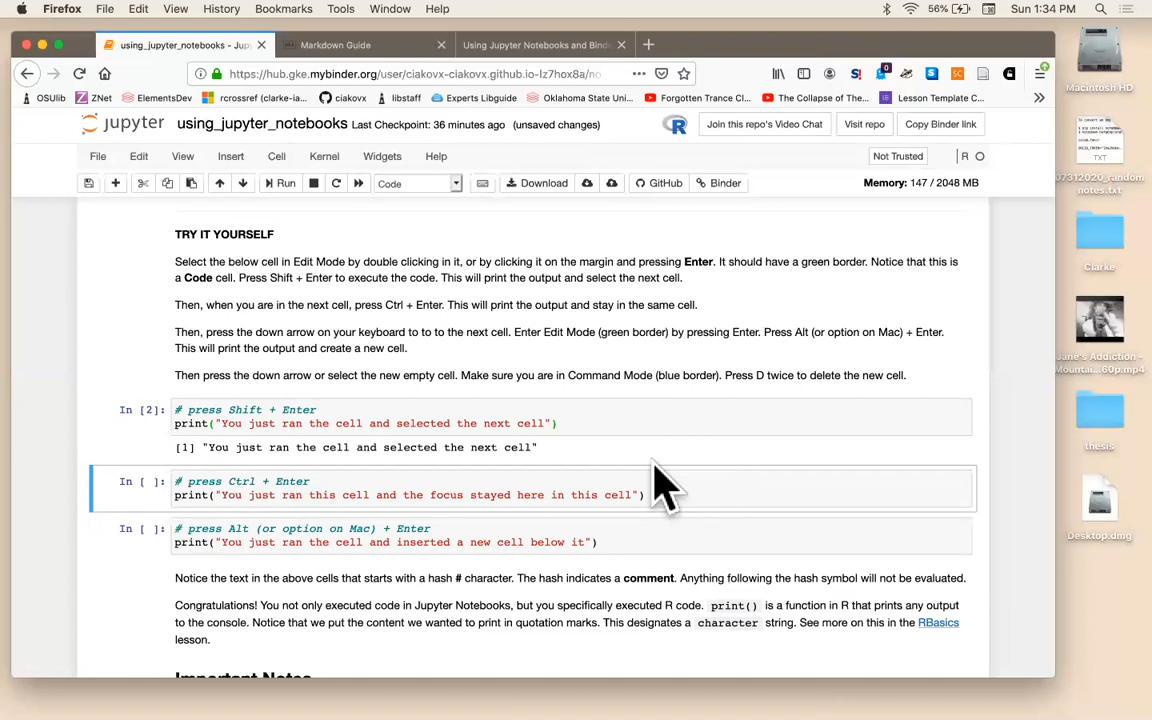 Firefox File Edit View History Bookmarks Tools Window Help 56% Sun 1:34 PM
using_jupyter_notebooks - Jup Markdown Guide Using Jupyter Notebooks and Bind
https://hub.gke.mybinder.org/user/ciakovx-ciakovx.github.io-lz7hox8a/no
OSUlib ZNet ElementsDev rcrossref (clarke-ia... ciakovx libstaff Experts Libguide Oklahoma State Uni... Forgotten Trance Cl... The Collapse of The... Lesson Template C...
jupyter using_jupyter_notebooks Last Checkpoint: 36 minutes ago (unsaved changes) R Join this repo's Video Chat Visit repo Copy Binder link
File Edit View Insert Cell Kernel Widgets Help Not Trusted R
Run Code Download GitHub Binder Memory: 147 / 2048 MB
TRY IT YOURSELF
Select the below cell in Edit Mode by double clicking in it, or by clicking it on the margin and pressing Enter. It should have a green border. Notice that this is
a Code cell. Press Shift + Enter to execute the code. This will print the output and select the next cell.
Then, when you are in the next cell, press Ctrl + Enter. This will print the output and stay in the same cell.
Then, press the down arrow on your keyboard to to to the next cell. Enter Edit Mode (green border) by pressing Enter. Press Alt (or option on Mac) + Enter.
This will print the output and create a new cell.
Then press the down arrow or select the new empty cell. Make sure you are in Command Mode (blue border). Press D twice to delete the new cell.
In [2]: # press Shift + Enter
print("You just ran the cell and selected the next cell")
[1] "You just ran the cell and selected the next cell"
In [ ]: # press Ctrl + Enter
print("You just ran this cell and the focus stayed here in this cell")
In [ ]: # press Alt (or option on Mac) + Enter
print("You just ran the cell and inserted a new cell below it")
Notice the text in the above cells that starts with a hash # character. The hash indicates a comment. Anything following the hash symbol will not be evaluated.
Congratulations! You not only executed code in Jupyter Notebooks, but you specifically executed R code. print() is a function in R that prints any output
to the console. Notice that we put the content we wanted to print in quotation marks. This designates a character string. See more on this in the RBasics
lesson.
Important Notes
Macintosh HD
TXT
07312020_random
notes.txt
Clarke
Jane's Addiction -
Mountai....60p.mp4
thesis
Desktop.dmg